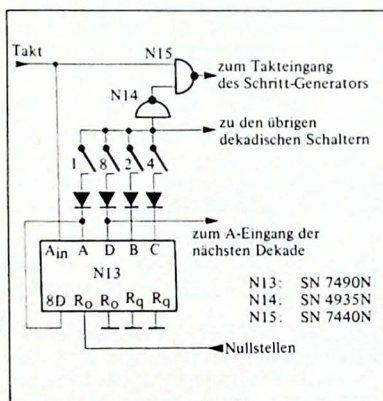 Takt
N15
zum Takteingang
des Schritt-Generators
N14
zu den übrigen
dekadischen Schaltern
1 8 2 4
zum A-Eingang der
nächsten Dekade
Ain A D B C
N13
8D Ro Ro Rq Rq
N13: SN 7490N
N14: SN 4935N
N15: SN 7440N
Nullstellen